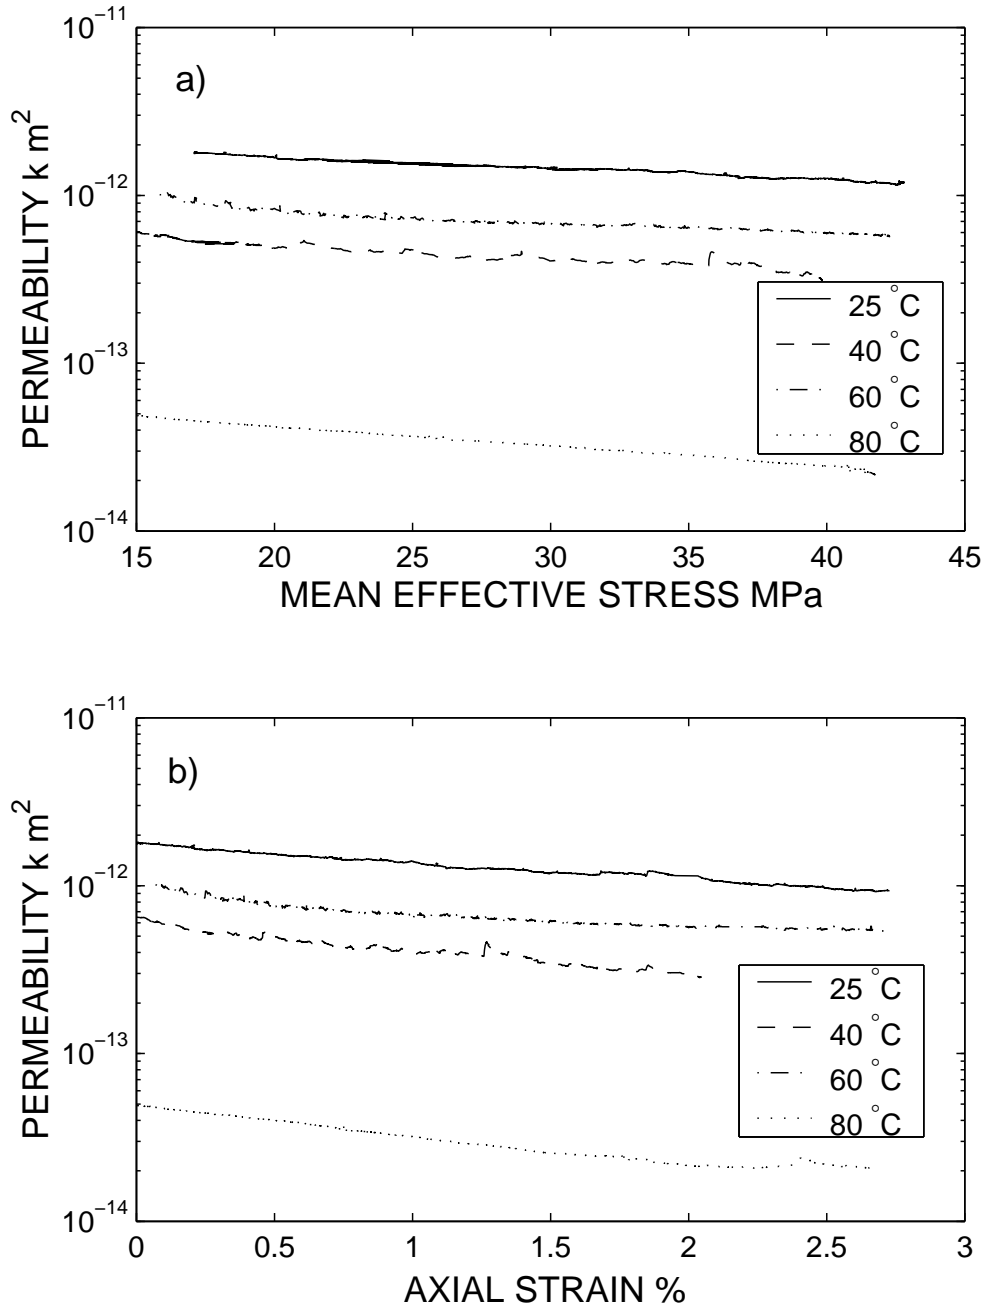 a)
PERMEABILITY k m²
10⁻¹¹
10⁻¹²
10⁻¹³
10⁻¹⁴
15 20 25 30 35 40 45
MEAN EFFECTIVE STRESS MPa
25 °C
40 °C
60 °C
80 °C
b)
PERMEABILITY k m²
10⁻¹¹
10⁻¹²
10⁻¹³
10⁻¹⁴
0 0.5 1 1.5 2 2.5 3
AXIAL STRAIN %
25 °C
40 °C
60 °C
80 °C